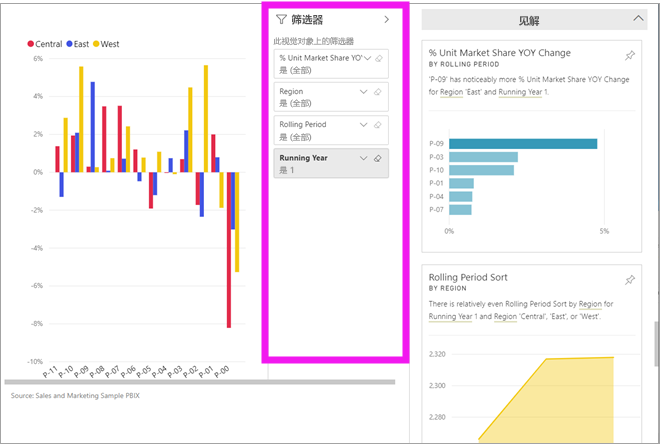 Central East West
6%
4%
2%
0%
-2%
-4%
-6%
-8%
-10%
P-11 P-10 P-09 P-08 P-07 P-06 P-05 P-04 P-03 P-02 P-01 P-00
Source: Sales and Marketing Sample PBIX
筛选器
此视觉对象上的筛选器
% Unit Market Share YO
是 (全部)
Region
是 (全部)
Rolling Period
是 (全部)
Running Year
是 1
见解
% Unit Market Share YOY Change
BY ROLLING PERIOD
'P-09' has noticeably more % Unit Market Share YOY Change
for Region 'East' and Running Year 1.
P-09
P-03
P-10
P-01
P-04
P-07
0% 5%
Rolling Period Sort
BY REGION
There is relatively even Rolling Period Sort by Region for
Running Year 1 and Region 'Central', 'East', or 'West'.
2,320
2,300
2,280